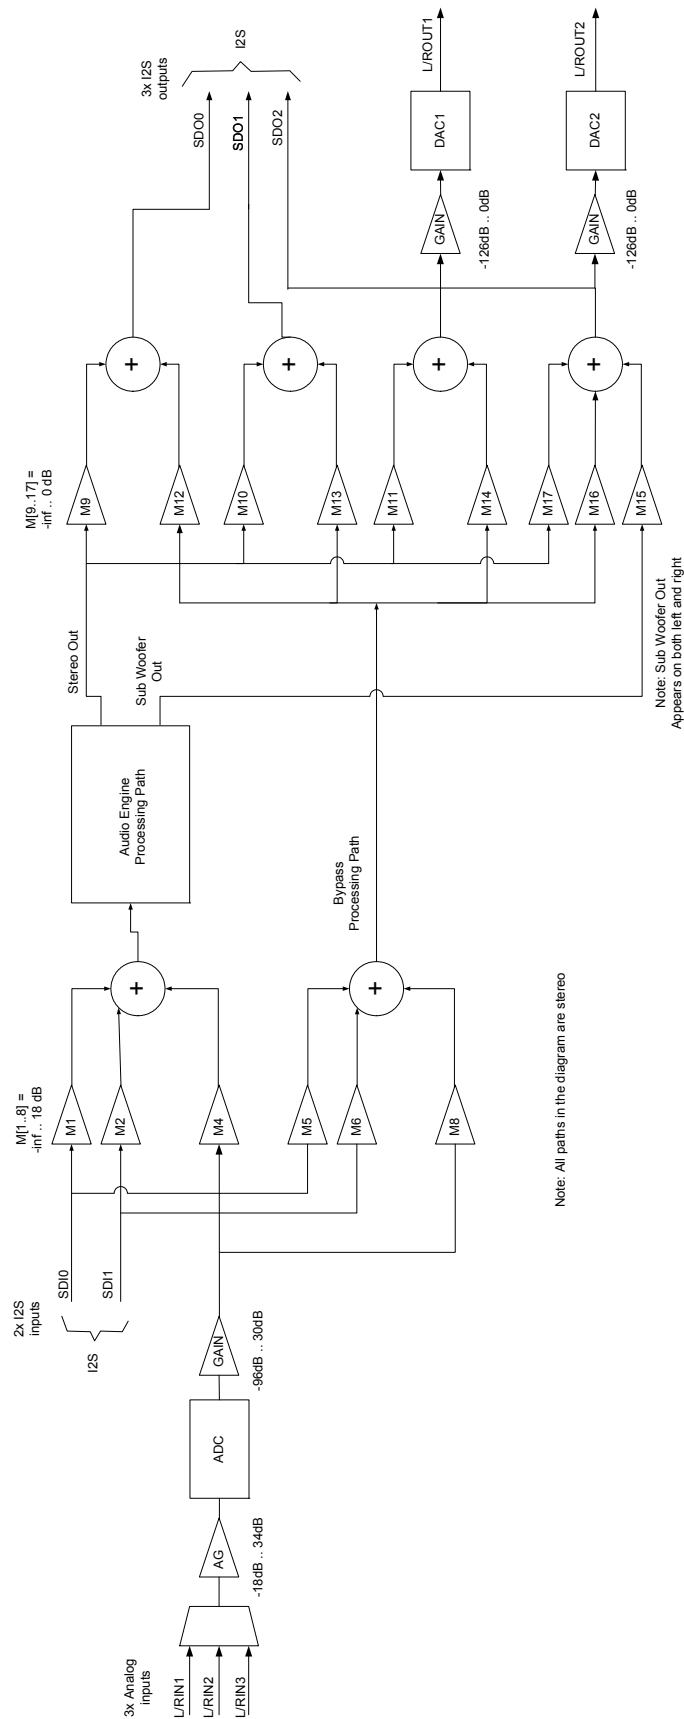 3x Analog
inputs
L/RIN1
L/RIN2
L/RIN3
AG
-18dB .. 34dB
ADC
GAIN
-96dB .. 30dB
2x I2S
inputs
I2S
SDI0
SDI1
M[1..8] =
-inf .. 18 dB
M1
M2
M4
M5
M6
M8
+
+
Audio Engine
Processing Path
Bypass
Processing Path
Stereo Out
Sub Woofer
Out
M[9..17] =
-inf .. 0 dB
M9
M12
M10
M13
M11
M14
M17
M16
M15
+
+
+
+
3x I2S
outputs
I2S
SDO0
SDO1
SDO2
GAIN
-126dB .. 0dB
DAC1
L/ROUT1
GAIN
-126dB .. 0dB
DAC2
L/ROUT2
Note: Sub Woofer Out
Appears on both left and right
Note: All paths in the diagram are stereo